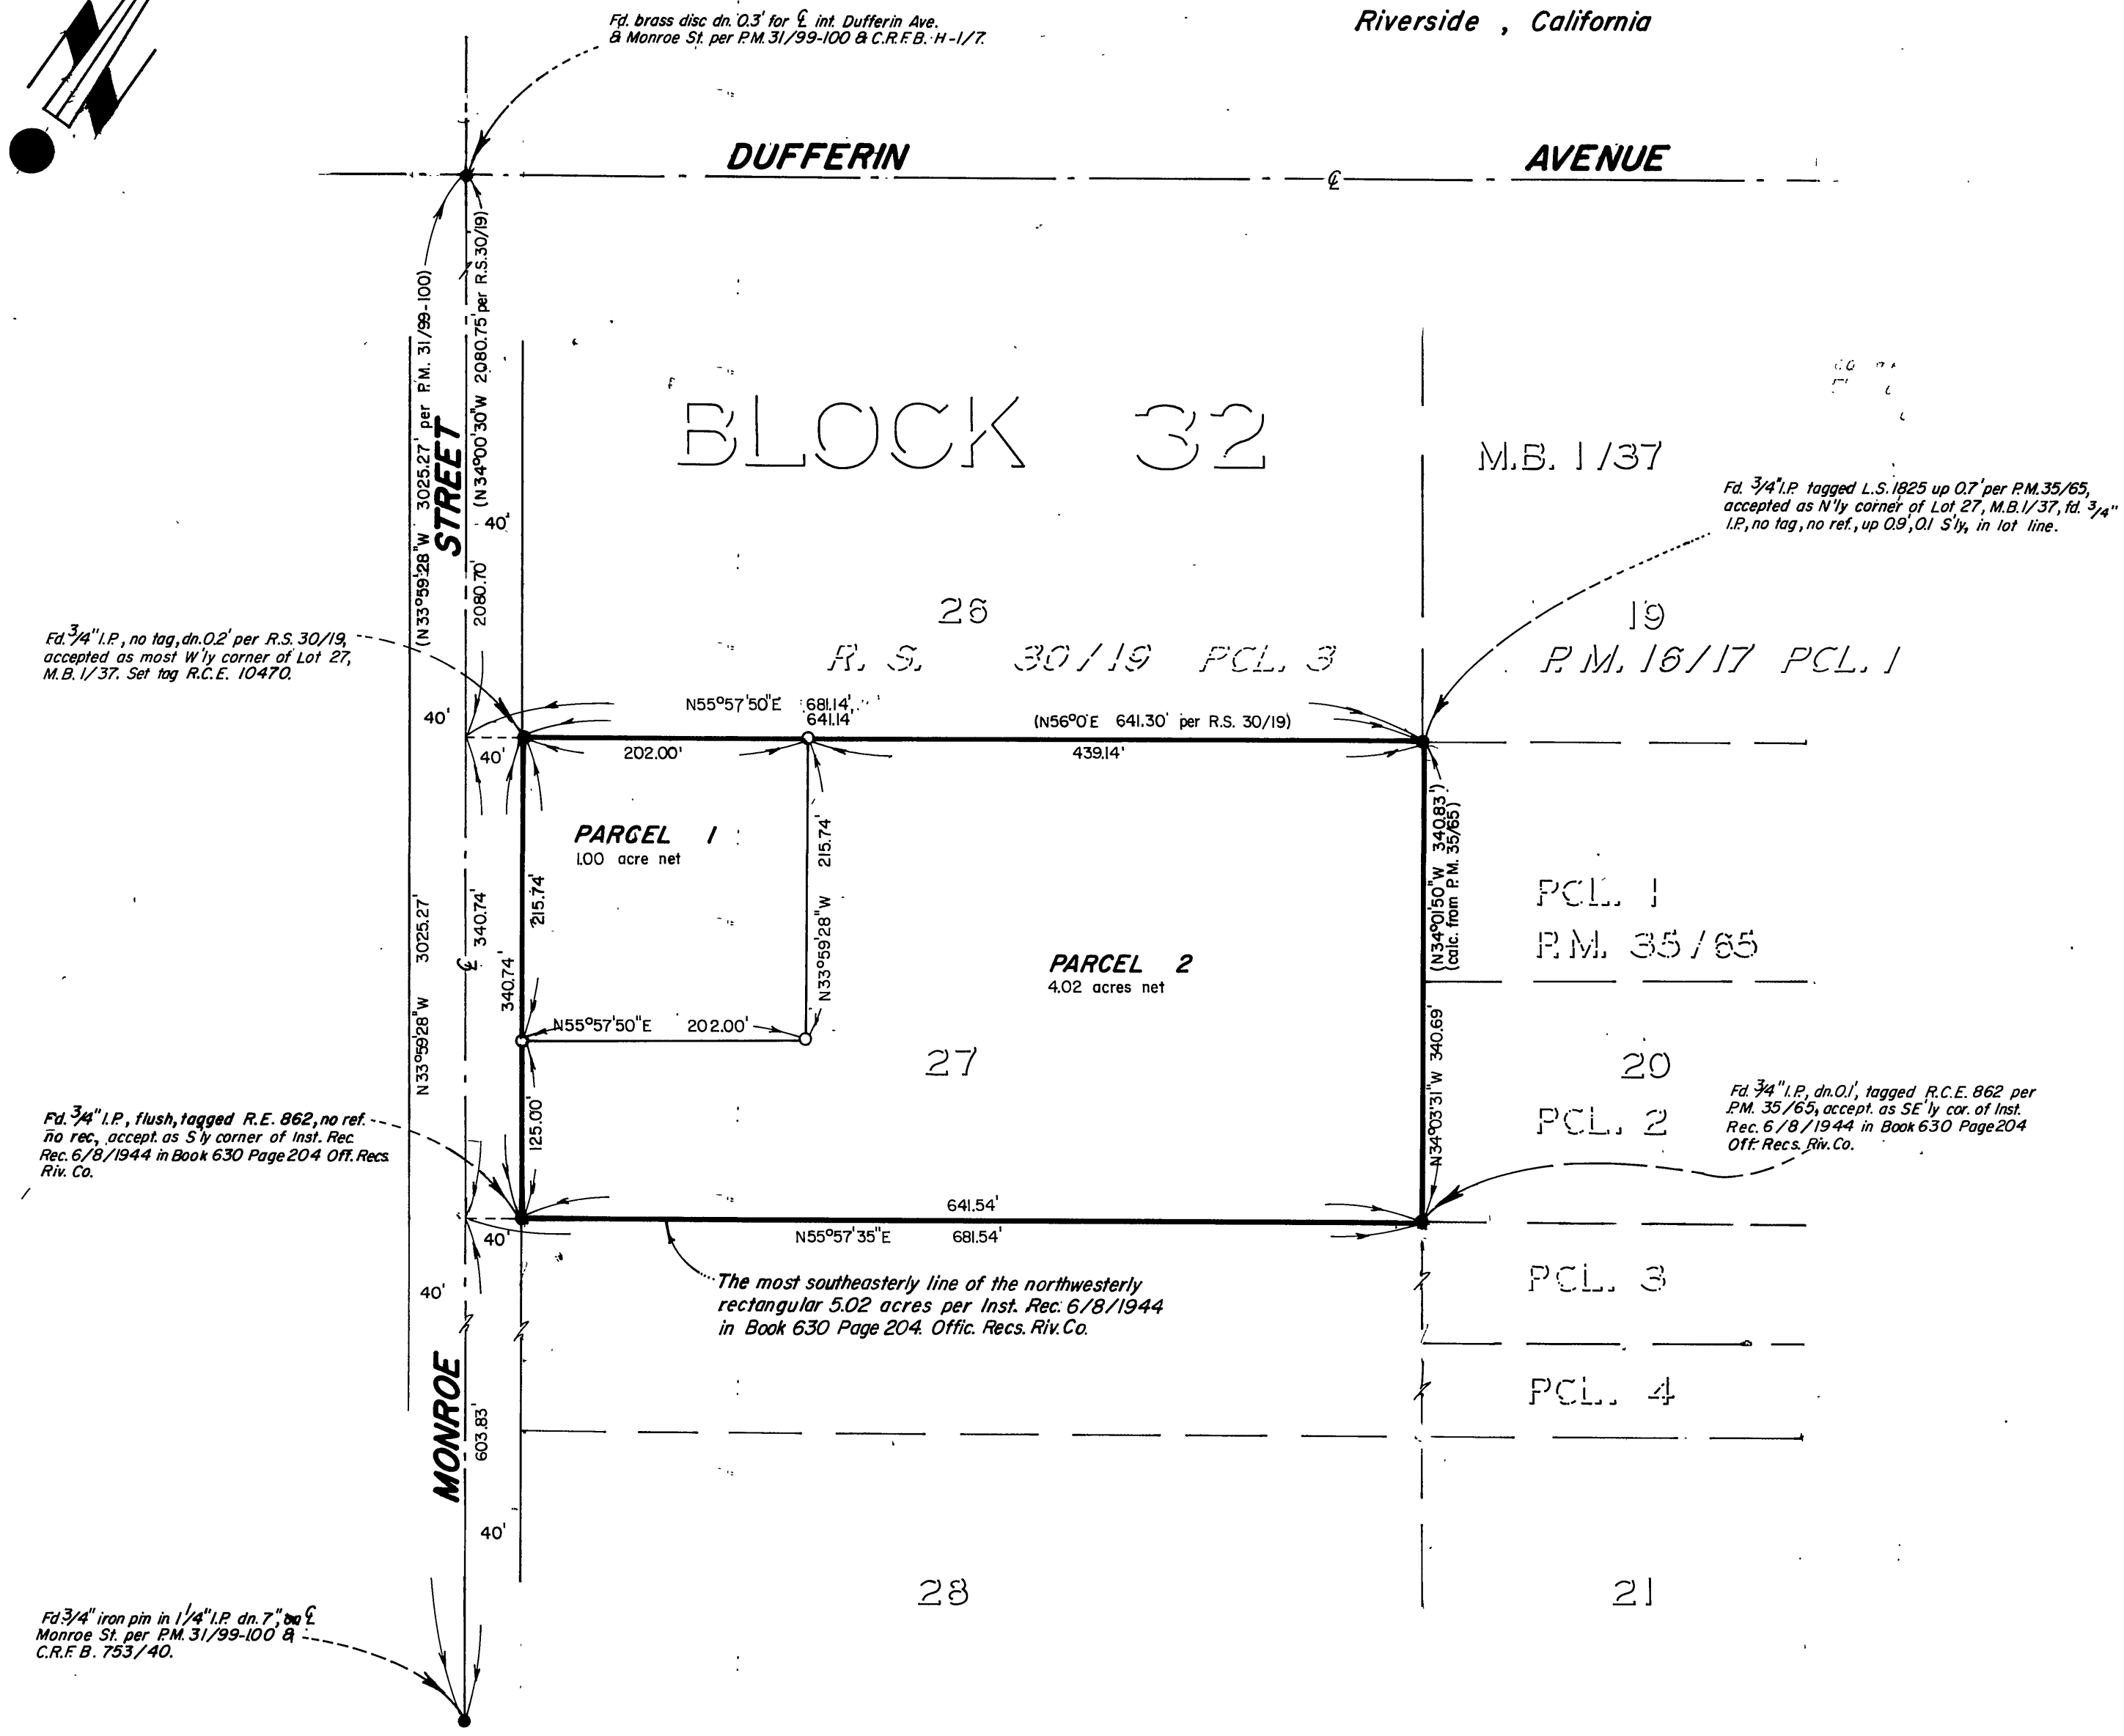 Riverside , California
Fd. brass disc dn. 0.3' for ℄ int. Dufferin Ave.
& Monroe St. per P.M. 31/99-100 & C.R.F.B. H-1/7.
DUFFERIN AVENUE
℄
(N33°59'28"W 3025.27' per P.M. 31/99-100)
STREET
(N34°00'30"W 2080.75' per R.S.30/19)
40'
2080.70'
BLOCK 32
M.B. 1/37
Fd. 3/4" I.P. tagged L.S. 1825 up 0.7' per P.M. 35/65,
accepted as N'ly corner of Lot 27, M.B.1/37, fd. 3/4"
I.P., no tag, no ref., up 0.9', 0.1 S'ly, in lot line.
26
R. S. 30/19 PCL. 3
19
P.M. 16/17 PCL. 1
Fd. 3/4" I.P., no tag, dn. 0.2' per R.S. 30/19,
accepted as most W'ly corner of Lot 27,
M.B. 1/37. Set tag R.C.E. 10470.
40'
N55°57'50"E 681.14'
641.14'
(N56°0'E 641.30' per R.S. 30/19)
40'
202.00'
439.14'
PARCEL 1
1.00 acre net
215.74'
N33°59'28"W 215.74'
340.74'
340.74'
℄
N33°59'28"W 3025.27'
N55°57'50"E 202.00'
125.00'
PARCEL 2
4.02 acres net
27
(N34°01'50"W 340.83')
(calc. from P.M. 35/65)
N34°03'31"W 340.69'
PCL. 1
P.M. 35/65
20
PCL. 2
Fd. 3/4" I.P., dn. 0.1', tagged R.C.E. 862 per
P.M. 35/65, accept. as SE'ly cor. of Inst.
Rec. 6/8/1944 in Book 630 Page 204
Off. Recs. Riv. Co.
Fd. 3/4" I.P., flush, tagged R.E. 862, no ref.
no rec, accept. as S'ly corner of Inst. Rec
Rec. 6/8/1944 in Book 630 Page 204 Off. Recs.
Riv. Co.
641.54'
40'
N55°57'35"E 681.54'
40'
The most southeasterly line of the northwesterly
rectangular 5.02 acres per Inst. Rec. 6/8/1944
in Book 630 Page 204. Offic. Recs. Riv. Co.
PCL. 3
PCL. 4
MONROE
603.83'
40'
28
21
Fd. 3/4" iron pin in 1 1/4" I.P. dn. 7", on ℄
Monroe St. per P.M. 31/99-100 &
C.R.F. B. 753/40.